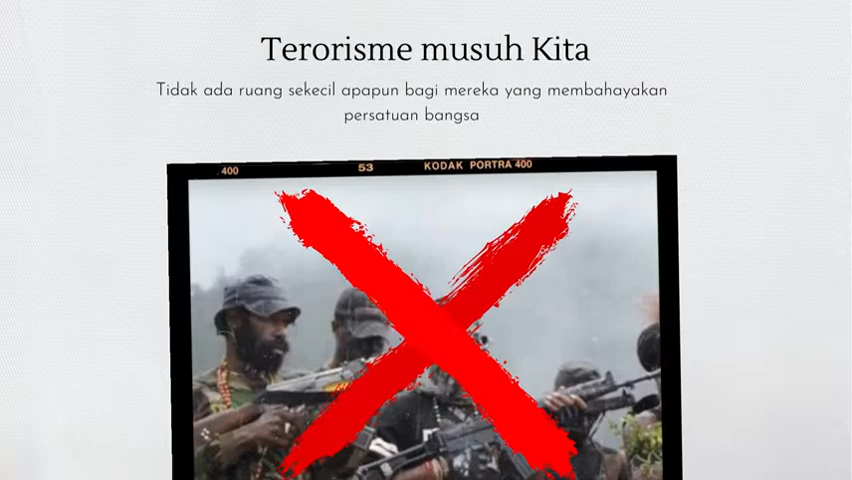 Terorisme musuh Kita
Tidak ada ruang sekecil apapun bagi mereka yang membahayakan
persatuan bangsa
400 53 KODAK PORTRA 400